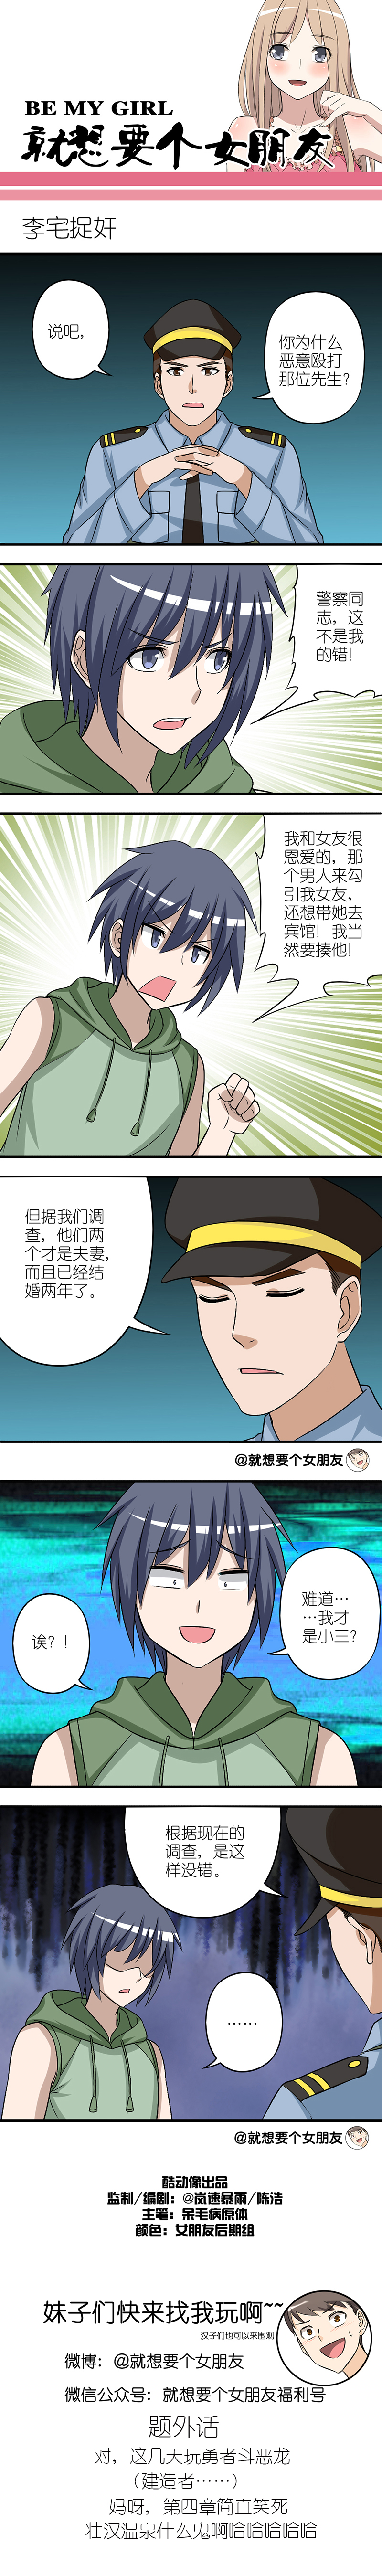 BE MY GIRL
就想要个女朋友
李宅捉奸
说吧,
你为什么
恶意殴打
那位先生?
警察同
志，这
不是我
的错!
我和女友很
恩爱的，那
个男人来勾
引我女友，
还想带她去
宾馆！我当
然要揍他!
但据我们调
查，他们两
个才是夫妻,
而且已经结
婚两年了。
@就想要个女朋友
诶？！
难道…
…我才
是小三?
根据现在的
调查，是这
样没错。
……
@就想要个女朋友
酷动像出品
监制/编剧：@岚速暴雨/陈浩
主笔：呆毛病原体
颜色：女朋友后期组
妹子们快来找我玩啊~~
汉子们也可以来围观
微博：@就想要个女朋友
微信公众号：就想要个女朋友福利号
题外话
对，这几天玩勇者斗恶龙
（建造者……）
妈呀，第四章简直笑死
壮汉温泉什么鬼啊哈哈哈哈哈